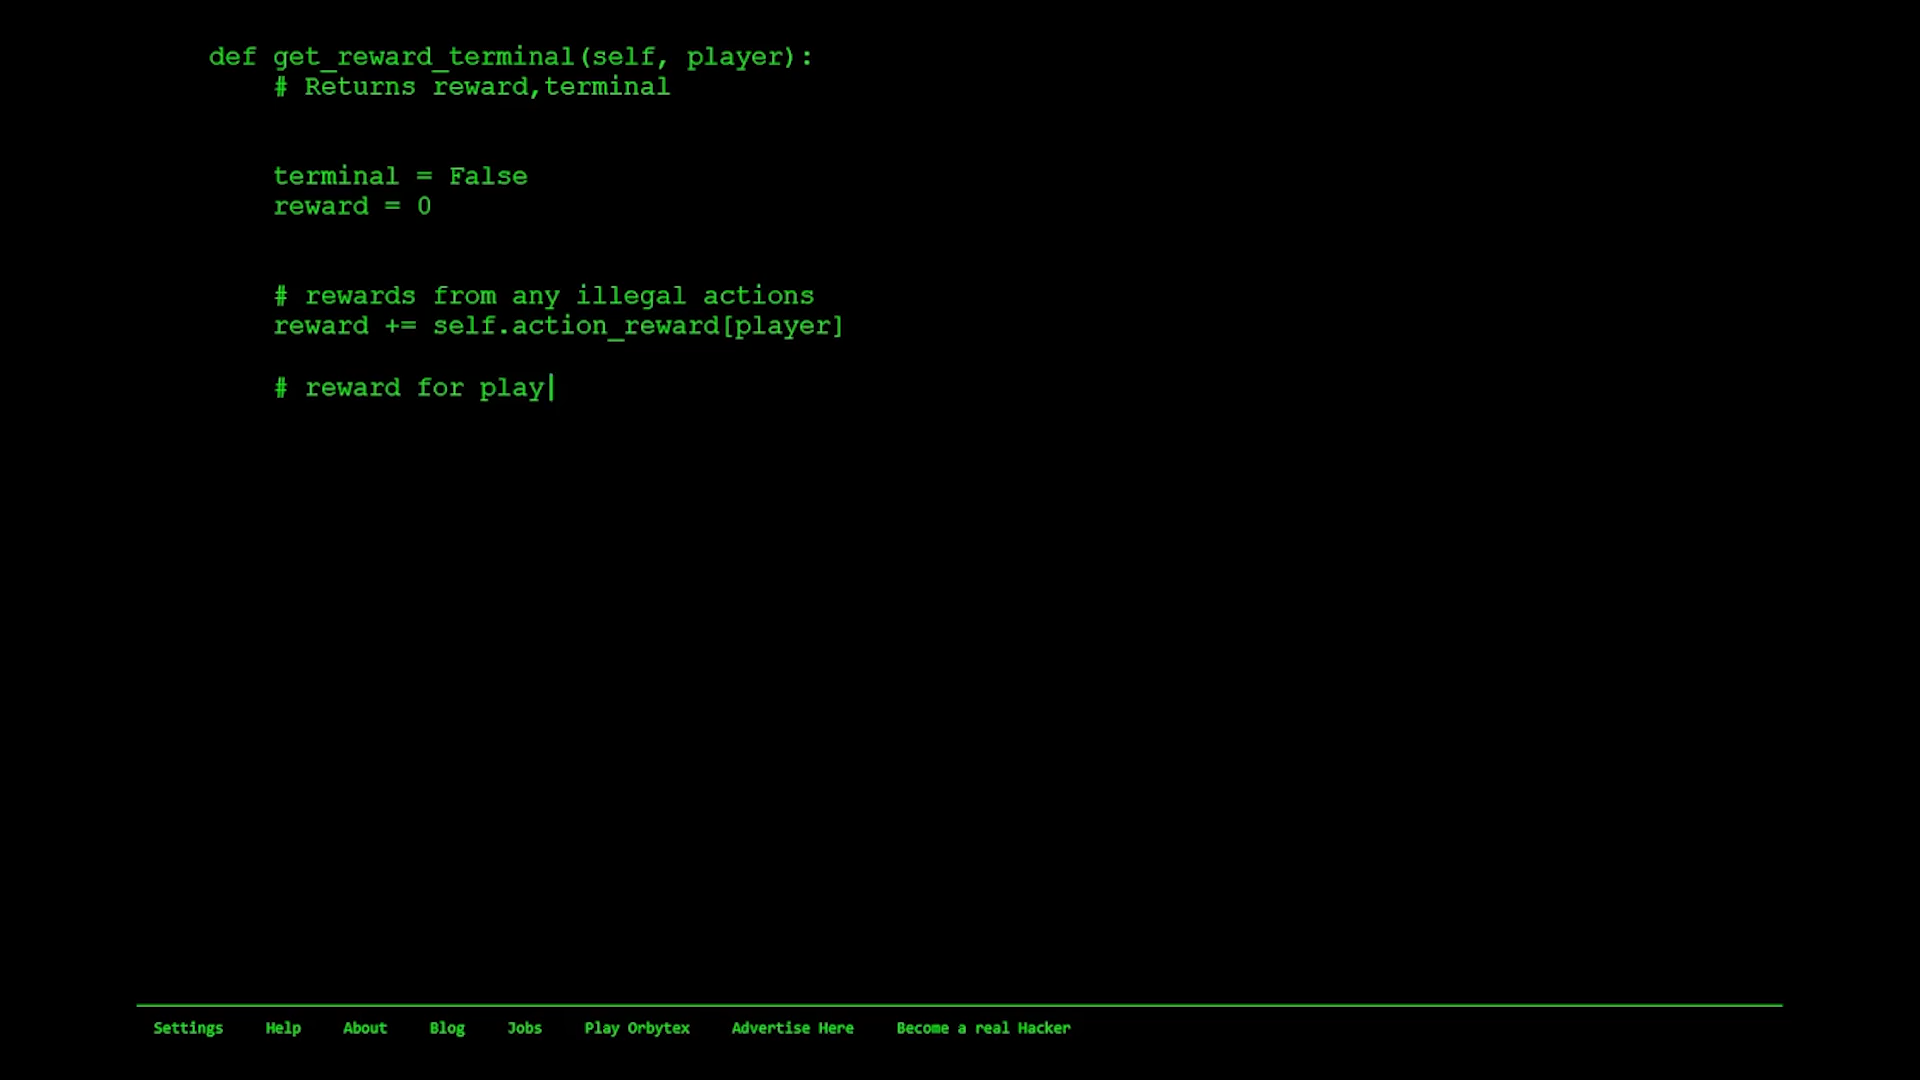 def get_reward_terminal(self, player):
# Returns reward,terminal
terminal = False
reward = 0
# rewards from any illegal actions
reward += self.action_reward[player]
# reward for play
Settings Help About Blog Jobs Play Orbytex Advertise Here Become a real Hacker